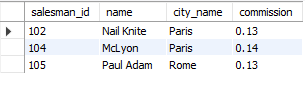 salesman_id name city_name commission
102 Nail Knite Paris 0.13
104 McLyon Paris 0.14
105 Paul Adam Rome 0.13